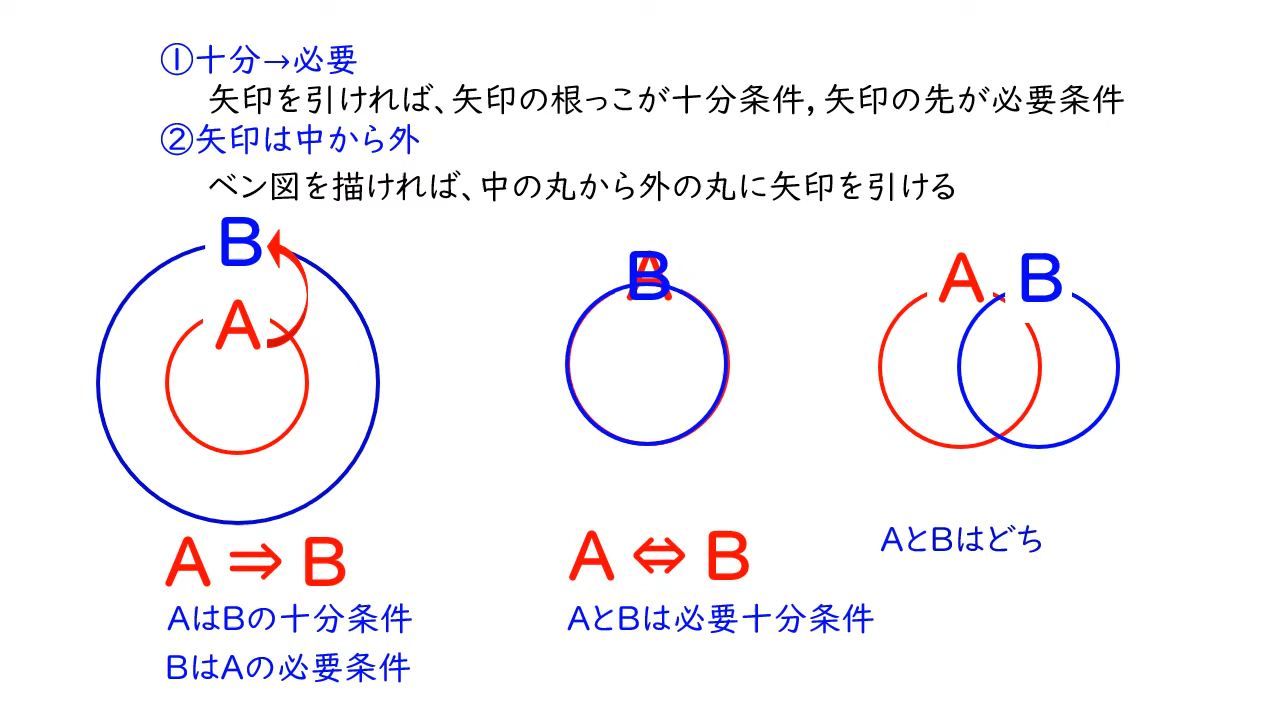 ①十分→必要
矢印を引ければ、矢印の根っこが十分条件, 矢印の先が必要条件
②矢印は中から外
ベン図を描ければ、中の丸から外の丸に矢印を引ける
B
A
A
B
A B
A ⇒ B
AはBの十分条件
BはAの必要条件
A ⇔ B
AとBは必要十分条件
AとBはどち